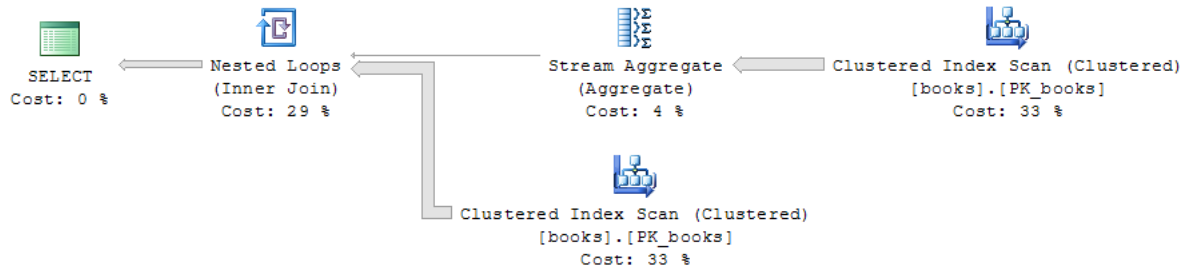 SELECT
Cost: 0 %
Nested Loops
(Inner Join)
Cost: 29 %
Stream Aggregate
(Aggregate)
Cost: 4 %
Clustered Index Scan (Clustered)
[books].[PK_books]
Cost: 33 %
Clustered Index Scan (Clustered)
[books].[PK_books]
Cost: 33 %